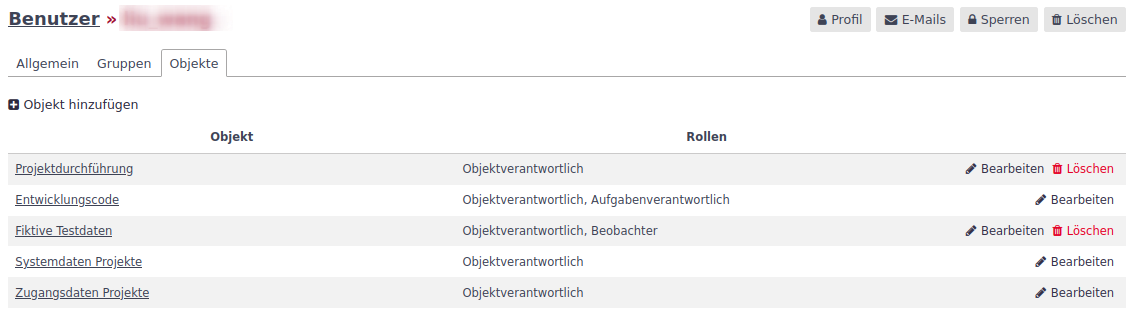 Benutzer »
Profil E-Mails Sperren Löschen
Allgemein Gruppen Objekte
Objekt hinzufügen
Objekt Rollen
Projektdurchführung Objektverantwortlich Bearbeiten Löschen
Entwicklungscode Objektverantwortlich, Aufgabenverantwortlich Bearbeiten
Fiktive Testdaten Objektverantwortlich, Beobachter Bearbeiten Löschen
Systemdaten Projekte Objektverantwortlich Bearbeiten
Zugangsdaten Projekte Objektverantwortlich Bearbeiten